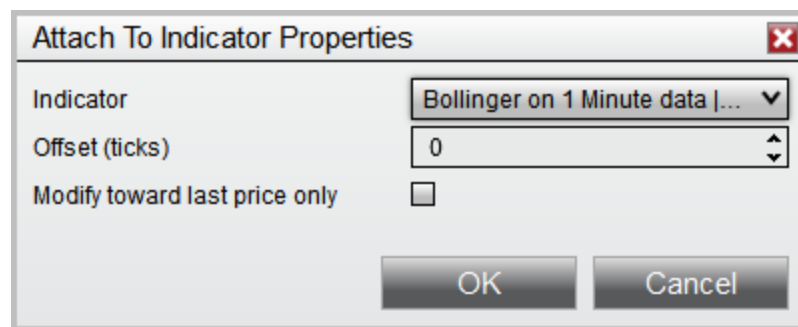 Attach To Indicator Properties
Indicator
Bollinger on 1 Minute data |...
Offset (ticks)
0
Modify toward last price only
OK
Cancel